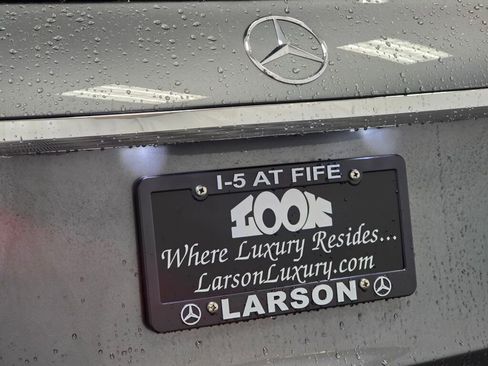 I-5 AT FIFE
LOOK
Where Luxury Resides...
LarsonLuxury.com
LARSON